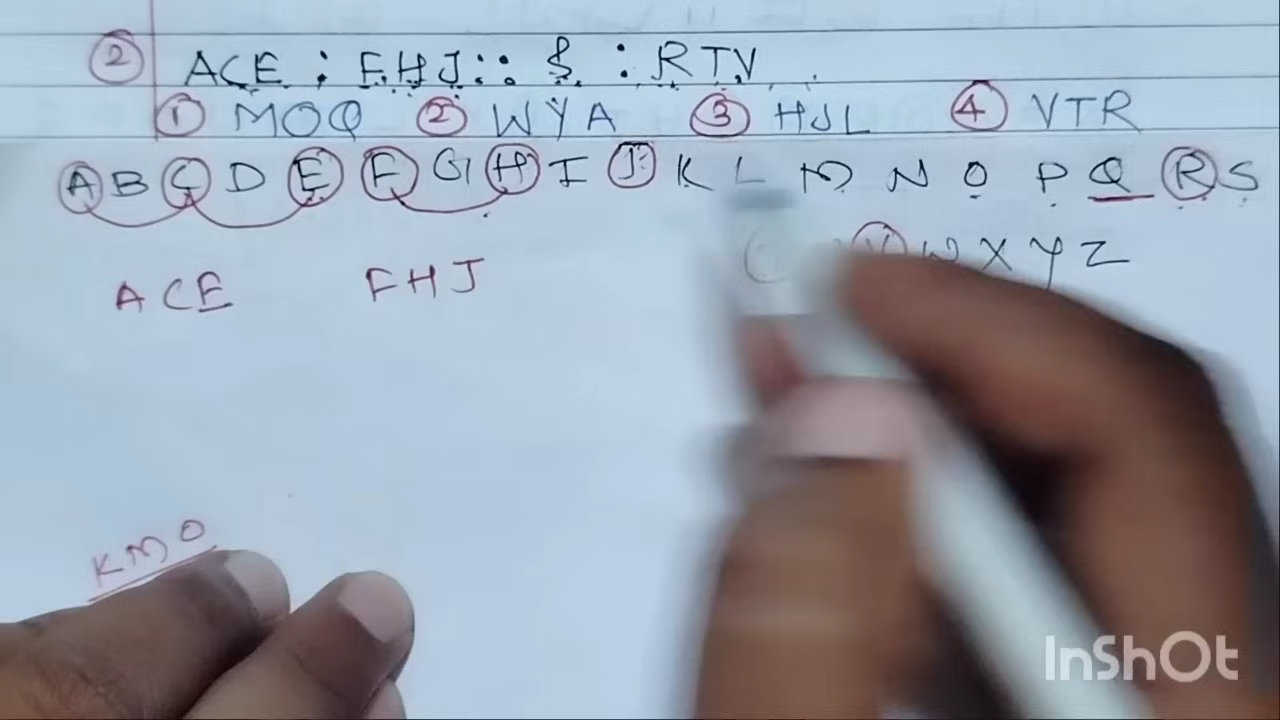 ② ACE : FHJ :: ? : RTV
① MOQ ② WYA ③ HJL ④ VTR
A B C D E F G H I J K L M N O P Q R S
V W X Y Z
ACE FHJ
KMO
InShOt